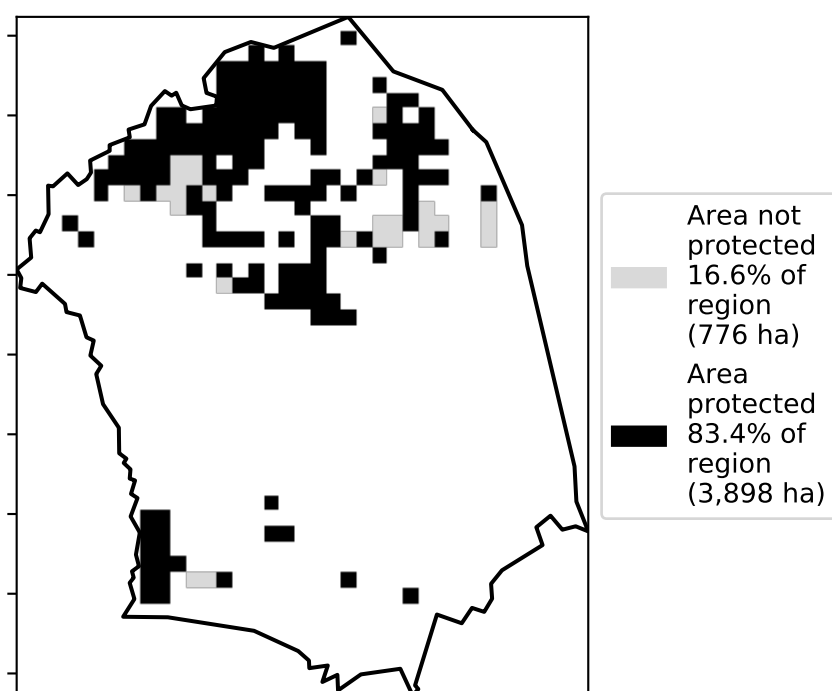 Area not
protected
16.6% of
region
(776 ha)
Area
protected
83.4% of
region
(3,898 ha)